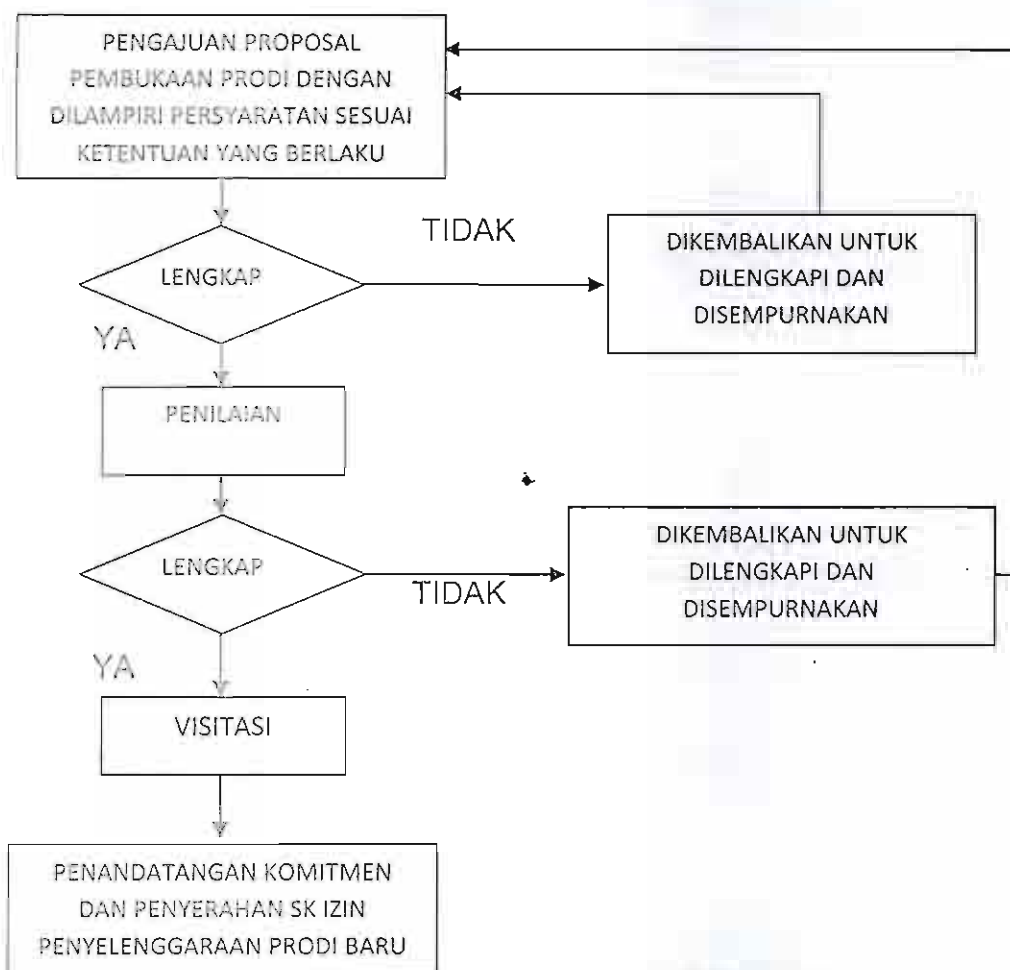 PENGAJUAN PROPOSAL
PEMBUKAAN PRODI DENGAN
DILAMPIRI PERSYARATAN SESUAI
KETENTUAN YANG BERLAKU
TIDAK
LENGKAP
DIKEMBALIKAN UNTUK
DILENGKAPI DAN
DISEMPURNAKAN
YA
PENILAIAN
LENGKAP
TIDAK
DIKEMBALIKAN UNTUK
DILENGKAPI DAN
DISEMPURNAKAN
YA
VISITASI
PENANDATANGAN KOMITMEN
DAN PENYERAHAN SK IZIN
PENYELENGGARAAN PRODI BARU